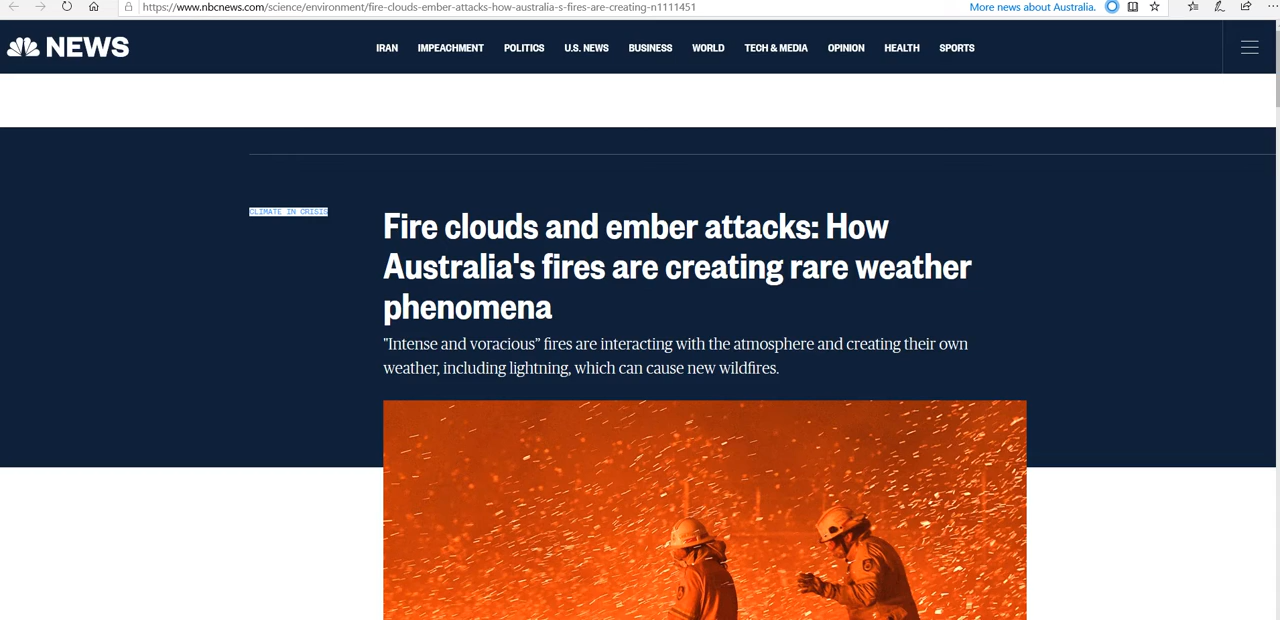 https://www.nbcnews.com/science/environment/fire-clouds-ember-attacks-how-australia-s-fires-are-creating-n1111451
More news about Australia.
NEWS
IRAN IMPEACHMENT POLITICS U.S. NEWS BUSINESS WORLD TECH & MEDIA OPINION HEALTH SPORTS
CLIMATE IN CRISIS
Fire clouds and ember attacks: How
Australia's fires are creating rare weather
phenomena
"Intense and voracious” fires are interacting with the atmosphere and creating their own
weather, including lightning, which can cause new wildfires.